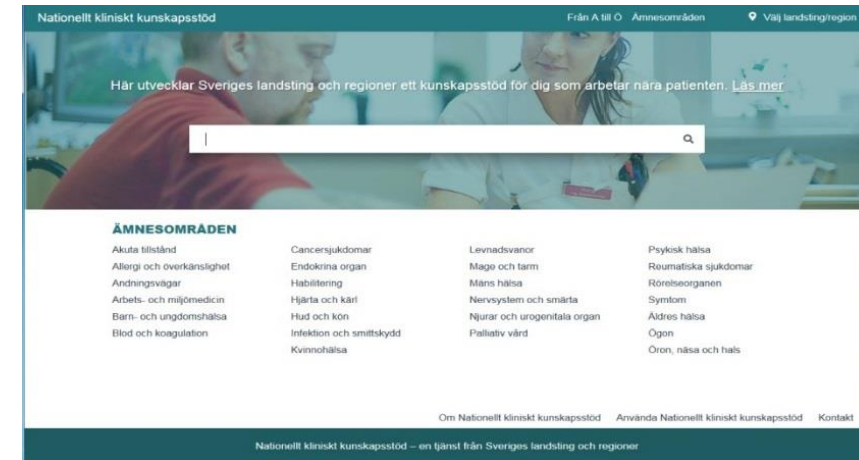 Nationellt kliniskt kunskapsstöd
Från A till Ö Ämnesområden Välj landsting/region
Här utvecklar Sveriges landsting och regioner ett kunskapsstöd för dig som arbetar nära patienten. Läs mer
ÄMNESOMRÅDEN
Akuta tillstånd
Allergi och överkänslighet
Andningsvägar
Arbets- och miljömedicin
Barn- och ungdomshälsa
Blod och koagulation
Cancersjukdomar
Endokrina organ
Habilitering
Hjärta och kärl
Hud och kön
Infektion och smittskydd
Kvinnohälsa
Levnadsvanor
Mage och tarm
Mäns hälsa
Nervsystem och smärta
Njurar och urogenitala organ
Palliativ vård
Psykisk hälsa
Reumatiska sjukdomar
Rörelseorganen
Symtom
Äldres hälsa
Ögon
Öron, näsa och hals
Om Nationellt kliniskt kunskapsstöd Använda Nationellt kliniskt kunskapsstöd Kontakt
Nationellt kliniskt kunskapsstöd – en tjänst från Sveriges landsting och regioner